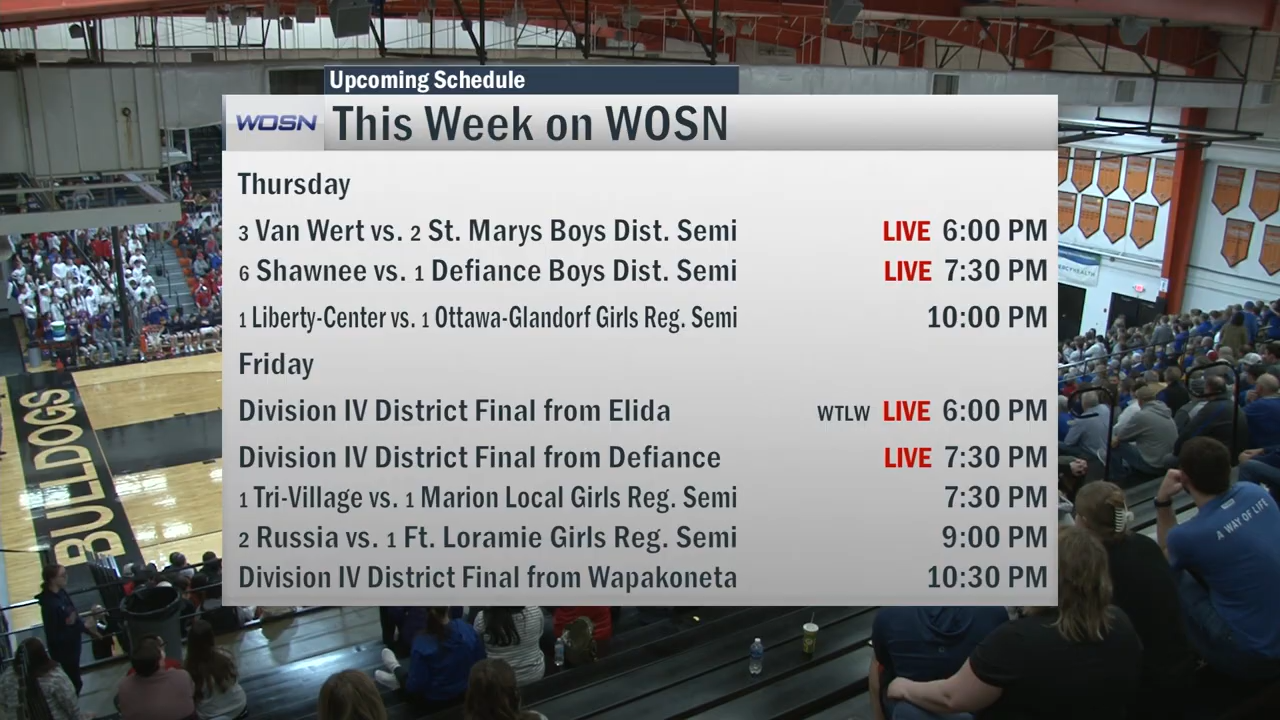 Upcoming Schedule
WOSN This Week on WOSN
Thursday
3 Van Wert vs. 2 St. Marys Boys Dist. Semi LIVE 6:00 PM
6 Shawnee vs. 1 Defiance Boys Dist. Semi LIVE 7:30 PM
1 Liberty-Center vs. 1 Ottawa-Glandorf Girls Reg. Semi 10:00 PM
Friday
Division IV District Final from Elida WTLW LIVE 6:00 PM
Division IV District Final from Defiance LIVE 7:30 PM
1 Tri-Village vs. 1 Marion Local Girls Reg. Semi 7:30 PM
2 Russia vs. 1 Ft. Loramie Girls Reg. Semi 9:00 PM
Division IV District Final from Wapakoneta 10:30 PM
BULLDOGS
A WAY OF LIFE